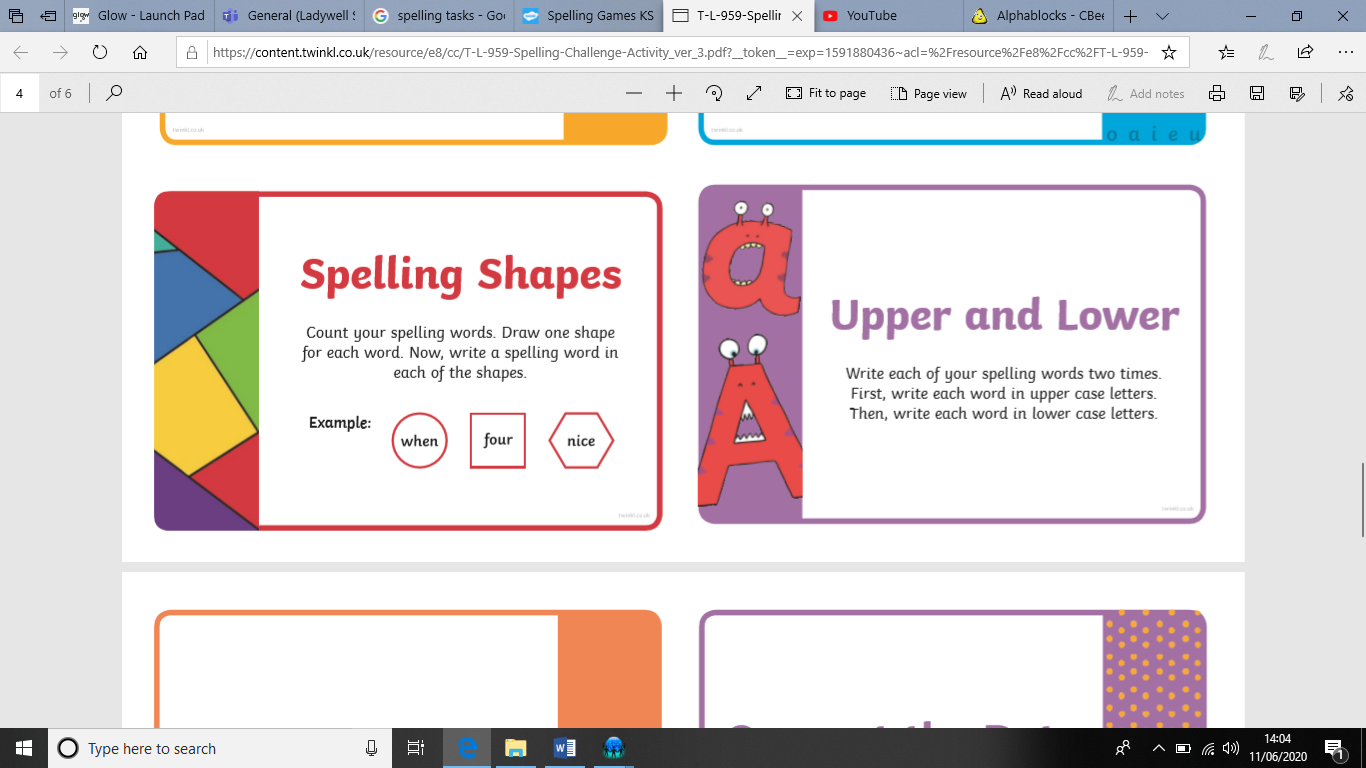 glow Glow - Launch Pad
General (Ladywell S
spelling tasks - Goo
Spelling Games KS
T-L-959-Spellin
YouTube
Alphablocks - CBee
https://content.twinkl.co.uk/resource/e8/cc/T-L-959-Spelling-Challenge-Activity_ver_3.pdf?__token__=exp=1591880436~acl=%2Fresource%2Fe8%2Fcc%2FT-L-959-
4 of 6
Fit to page
Page view
Read aloud
Add notes
twinkl.co.uk
twinkl.co.uk
o a i e u
Spelling Shapes
Count your spelling words. Draw one shape
for each word. Now, write a spelling word in
each of the shapes.
Example:
when
four
nice
twinkl.co.uk
a
A
Upper and Lower
Write each of your spelling words two times.
First, write each word in upper case letters.
Then, write each word in lower case letters.
twinkl.co.uk
Type here to search
14:04
11/06/2020
1